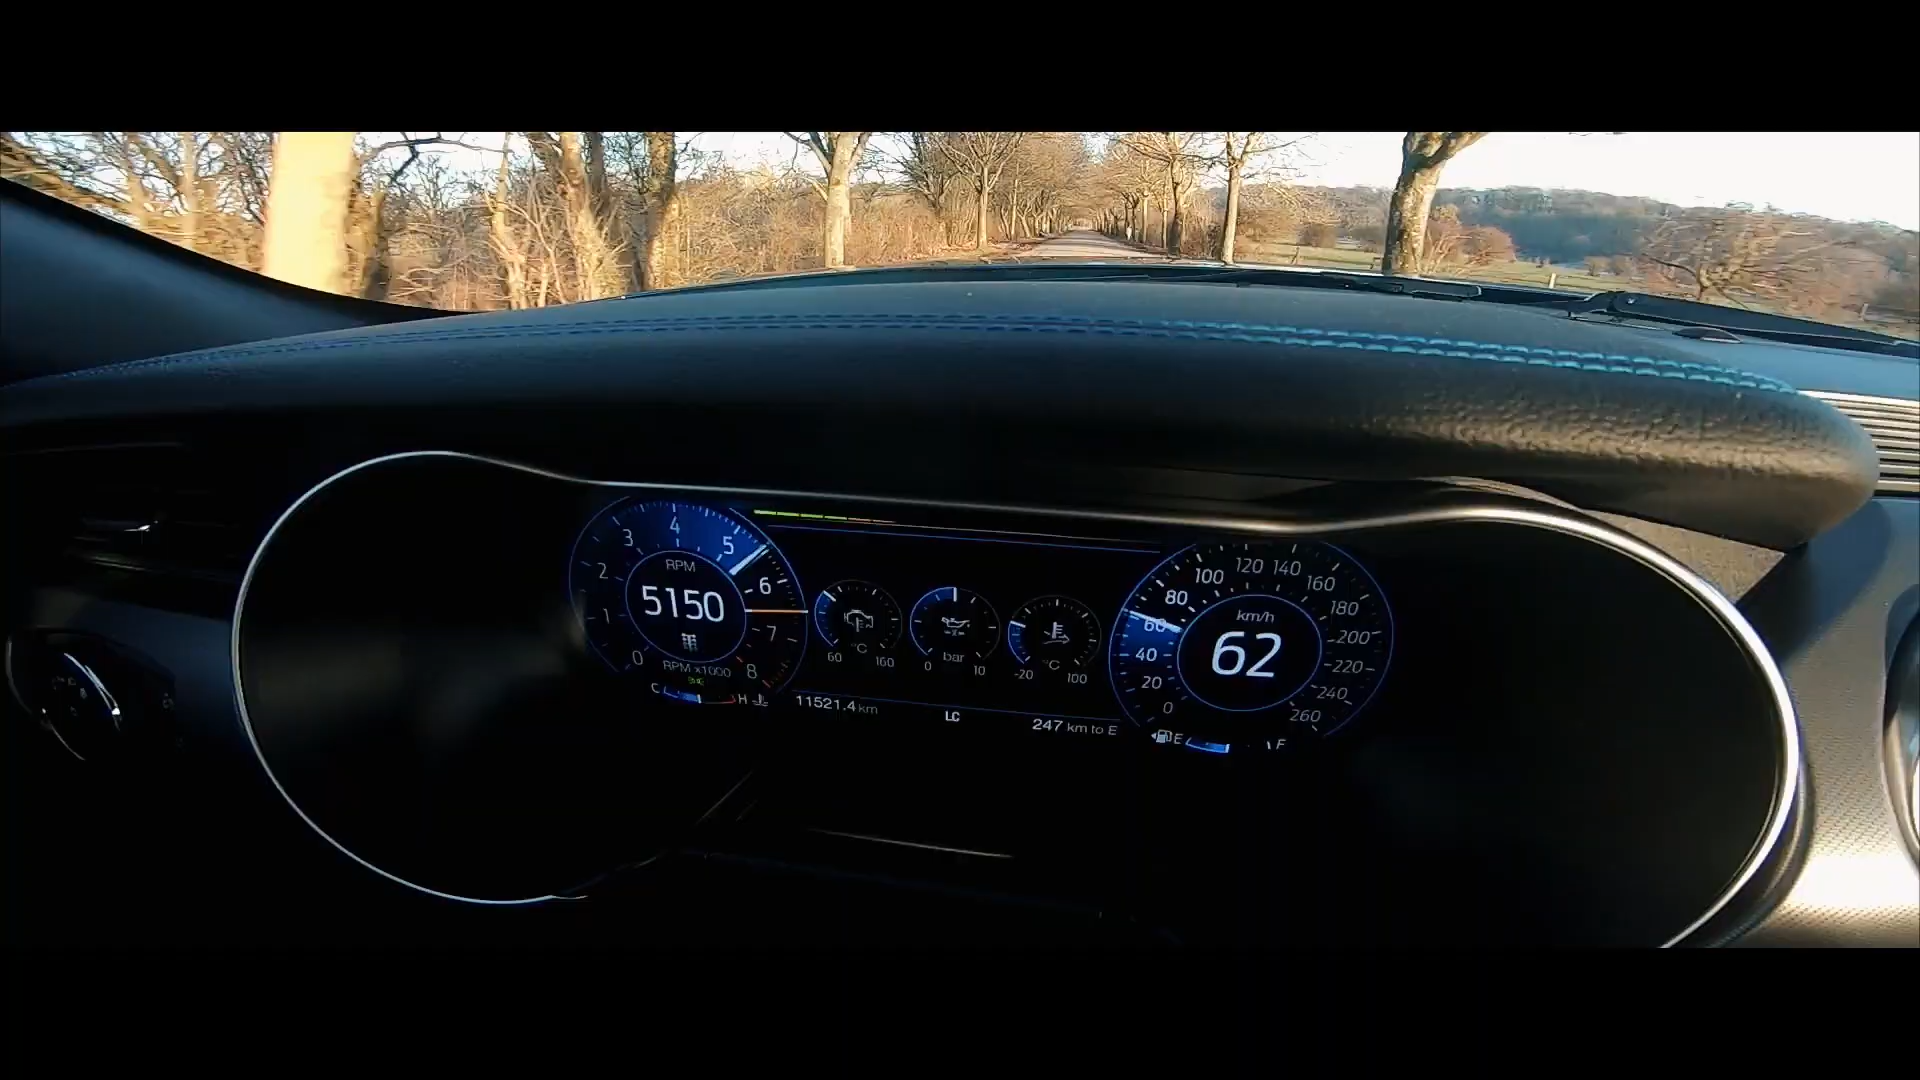 0 1 2 3 4 5 6 7 8
RPM
5150
RPM x1000
C H
60 °C 160
0 bar 10
-20 °C 100
11521.4 km
LC
247 km to E
0 20 40 60 80 100 120 140 160 180 200 220 240 260
km/h
62
E F